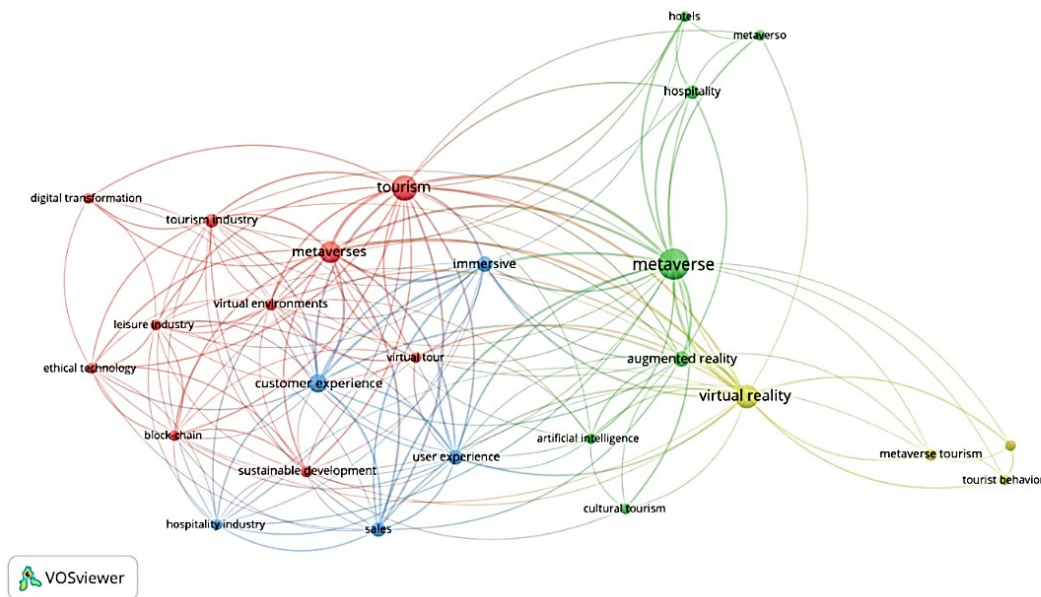 hotels
metaverso
hospitality
tourism
digital transformation
tourism industry
metaverses
immersive
metaverse
virtual environments
leisure industry
virtual tour
augmented reality
ethical technology
customer experience
virtual reality
block-chain
artificial intelligence
user experience
metaverse tourism
sustainable development
tourist behavior
cultural tourism
hospitality industry
sales
VOSviewer